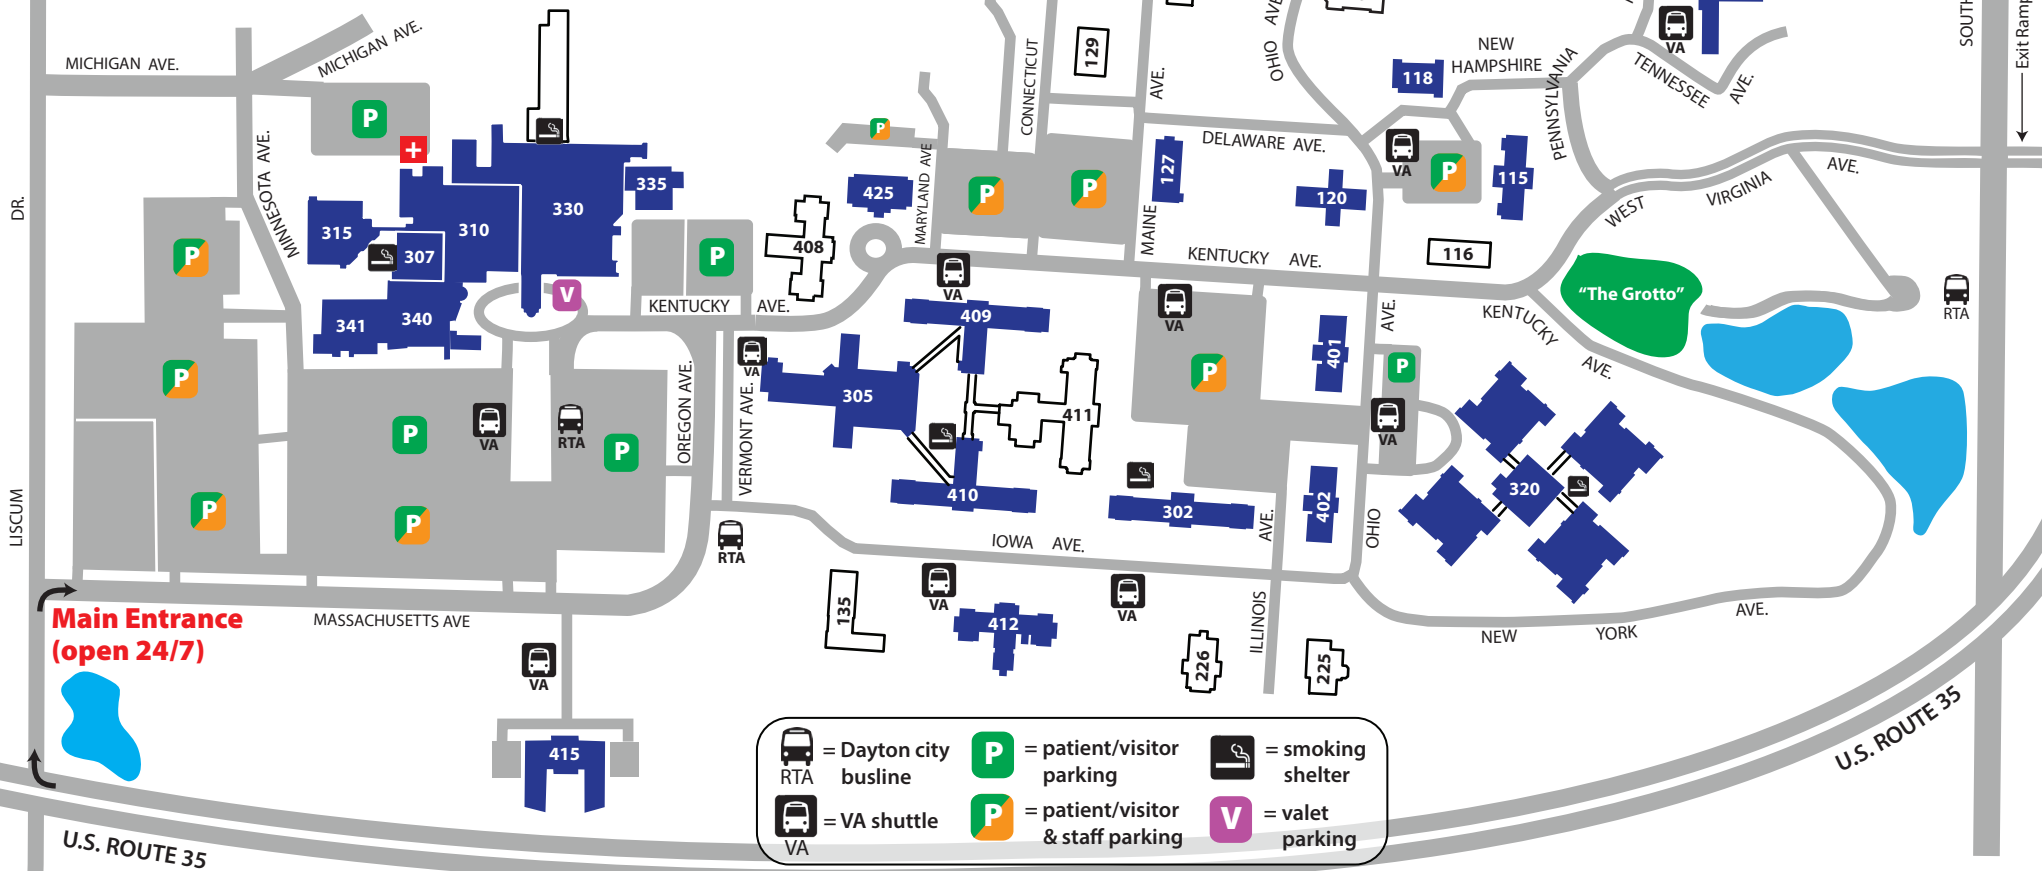 MICHIGAN AVE.
MICHIGAN AVE.
P
+
MINNESOTA AVE.
DR.
LISCUM
315
307
310
330
335
341
340
V
P
P
P
P
P
P
P
VA
RTA
KENTUCKY AVE.
OREGON AVE.
VERMONT AVE.
VA
MASSACHUSETTS AVE
Main Entrance
(open 24/7)
VA
415
U.S. ROUTE 35
129
CONNECTICUT
AVE.
OHIO AVE
118
NEW
HAMPSHIRE
PENNSYLVANIA
VA
TENNESSEE
AVE.
SOUTH
Exit Ramp
P
425
408
MARYLAND AVE
P
P
127
MAINE
DELAWARE AVE.
120
VA
P
115
116
WEST
VIRGINIA
AVE.
KENTUCKY AVE.
VA
409
VA
"The Grotto"
RTA
KENTUCKY
AVE.
305
411
P
401
AVE.
P
VA
410
302
402
AVE.
OHIO
320
RTA
IOWA AVE.
VA
VA
135
412
226
ILLINOIS
225
NEW YORK AVE.
U.S. ROUTE 35
RTA
= Dayton city
busline
P
= patient/visitor
parking
= smoking
shelter
VA
= VA shuttle
P
= patient/visitor
& staff parking
V
= valet
parking